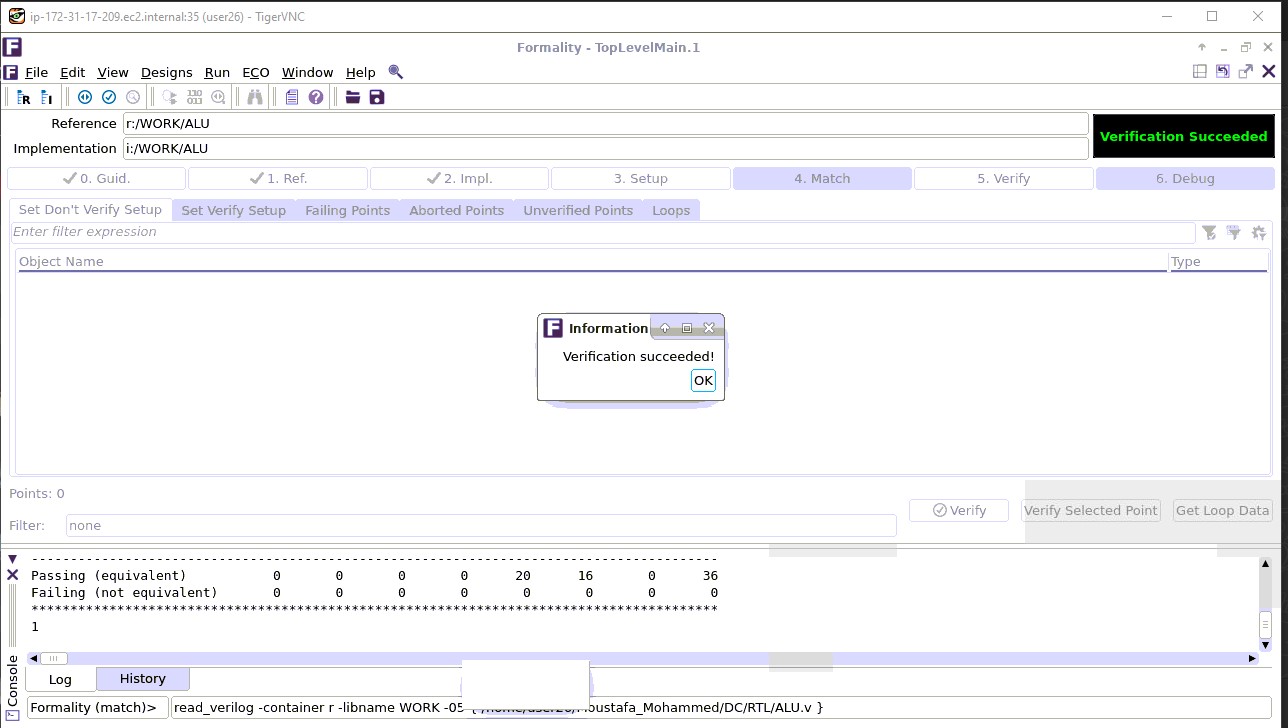 ip-172-31-17-209.ec2.internal:35 (user26) - TigerVNC
Formality - TopLevelMain.1
File Edit View Designs Run ECO Window Help
Reference r:/WORK/ALU
Implementation i:/WORK/ALU
Verification Succeeded
0. Guid. 1. Ref. 2. Impl. 3. Setup 4. Match 5. Verify 6. Debug
Set Don't Verify Setup Set Verify Setup Failing Points Aborted Points Unverified Points Loops
Enter filter expression
Object Name Type
Information
Verification succeeded!
OK
Points: 0
Verify Verify Selected Point Get Loop Data
Filter: none
----------------------------------------------------------------------------------------
Passing (equivalent) 0 0 0 0 20 16 0 36
Failing (not equivalent) 0 0 0 0 0 0 0 0
****************************************************************************************
1
Console
Log History
Formality (match)> read_verilog -container r -libname WORK -05 { /home/user26/Moustafa_Mohammed/DC/RTL/ALU.v }